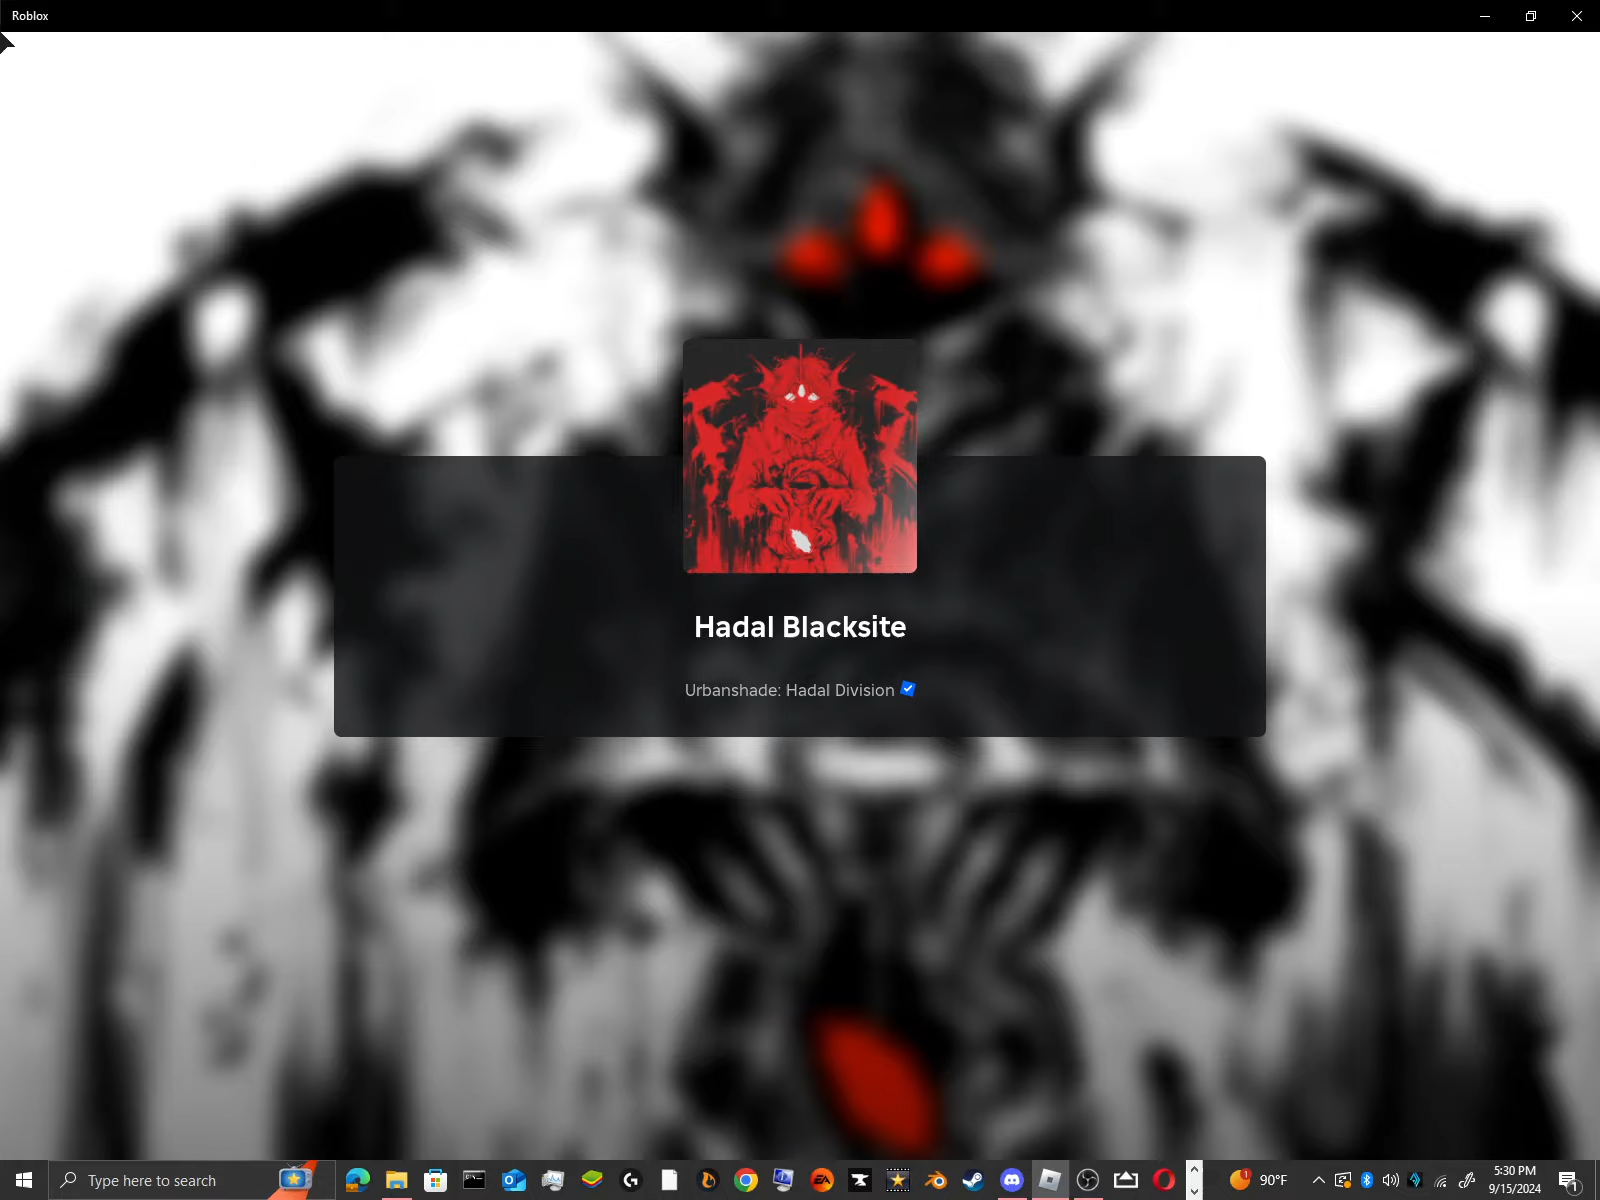 Roblox
Hadal Blacksite
Urbanshade: Hadal Division
Type here to search
90°F
5:30 PM
9/15/2024